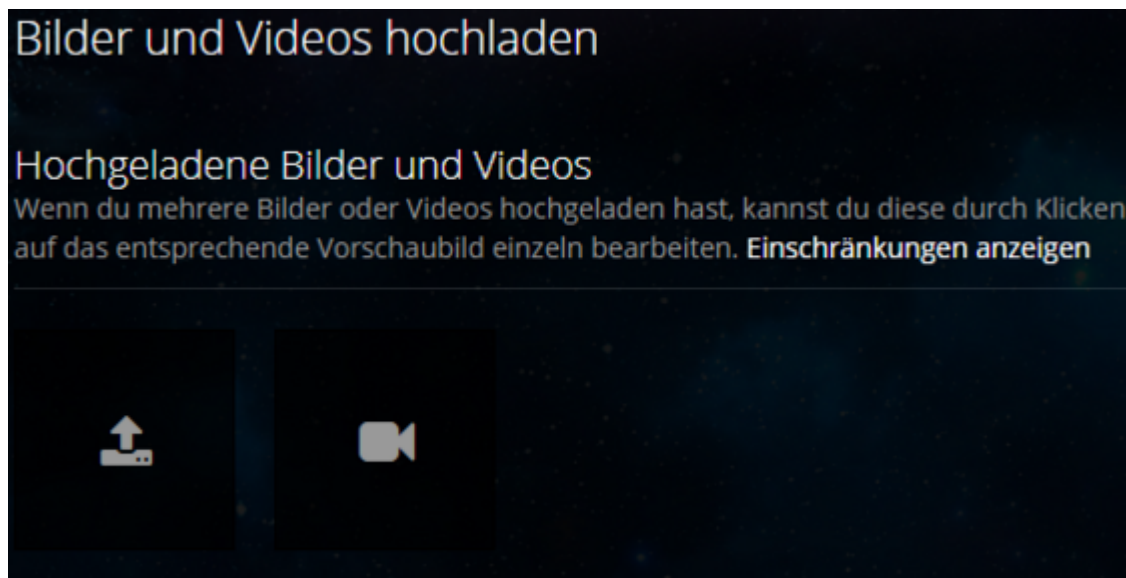 Bilder und Videos hochladen
Hochgeladene Bilder und Videos
Wenn du mehrere Bilder oder Videos hochgeladen hast, kannst du diese durch Klicken
auf das entsprechende Vorschaubild einzeln bearbeiten. Einschränkungen anzeigen